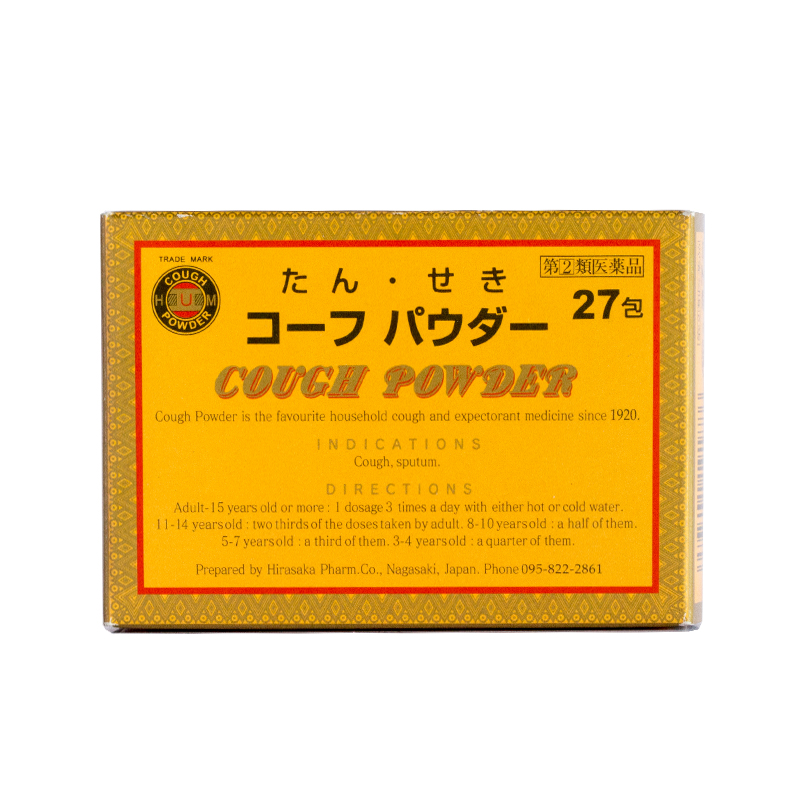 TRADE MARK
COUGH
H U M
POWDER
たん・せき
指②類医薬品
コーフ パウダー
27包
COUGH POWDER
Cough Powder is the favourite household cough and expectorant medicine since 1920.
INDICATIONS
Cough, sputum.
DIRECTIONS
Adult-15 years old or more : 1 dosage 3 times a day with either hot or cold water.
11-14 years old : two thirds of the doses taken by adult. 8-10 years old : a half of them.
5-7 years old : a third of them. 3-4 years old : a quarter of them.
Prepared by Hirasaka Pharm.Co., Nagasaki, Japan. Phone 095-822-2861